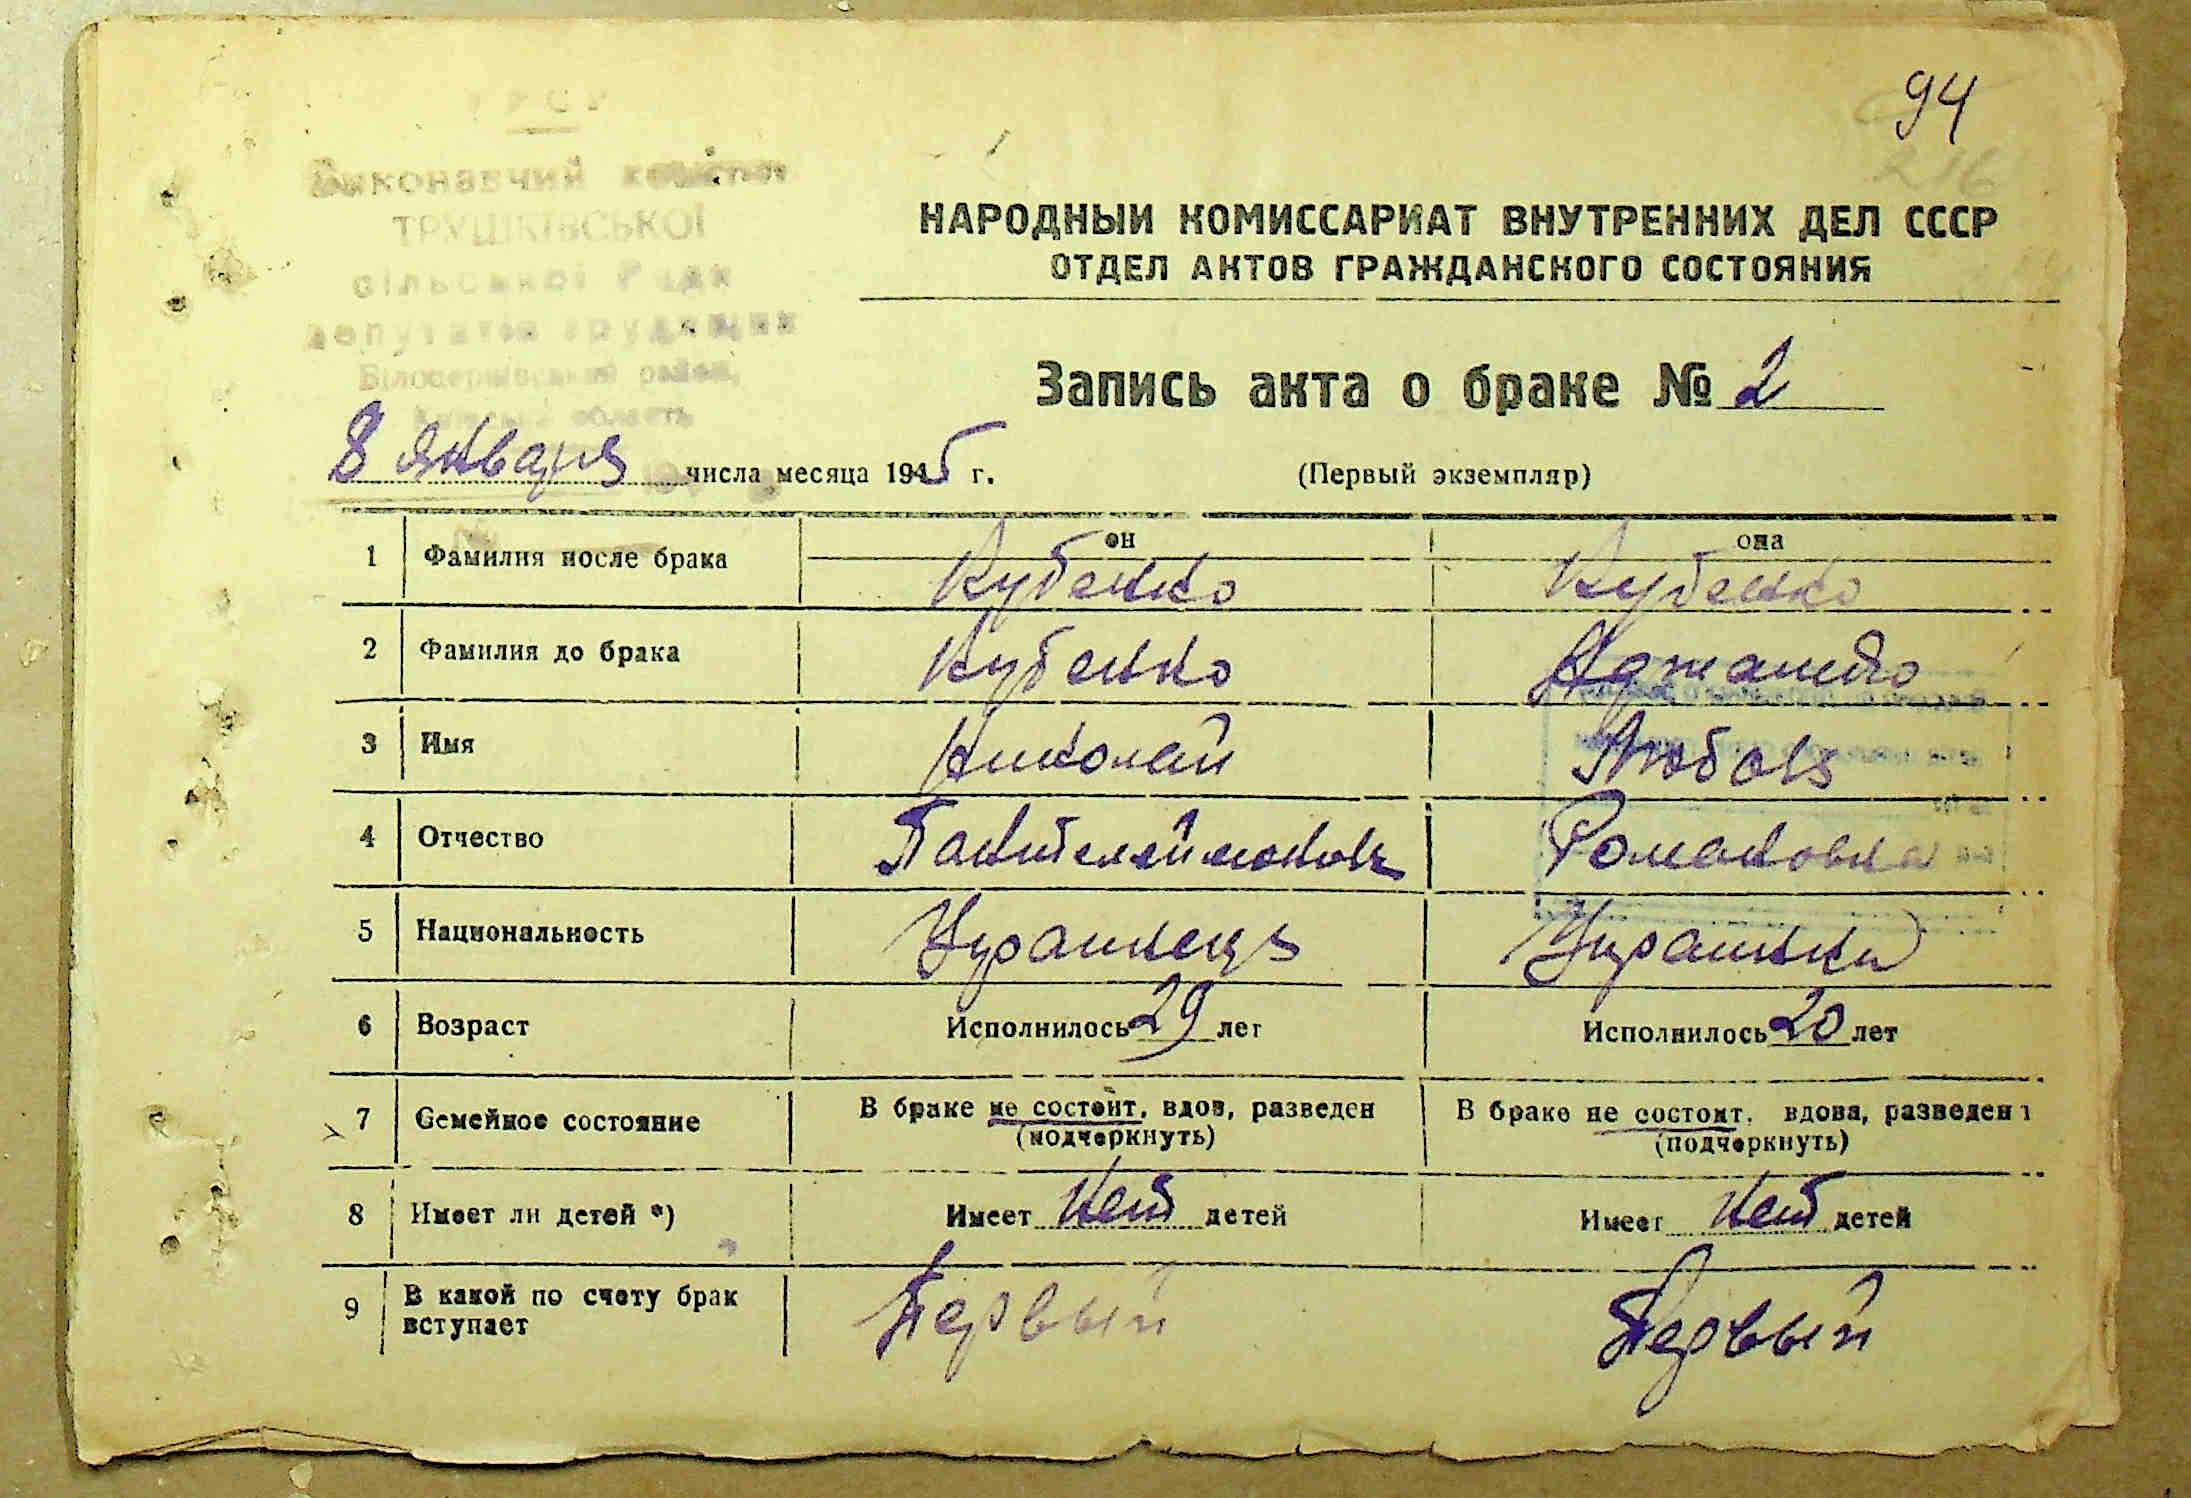 94
216
УРСР
Виконавчий комітет
ТРУШКІВСЬКОЇ
сільської Ради
депутатів трудящих
Білоцерківський район,
Київська область
НАРОДНЫЙ КОМИССАРИАТ ВНУТРЕННИХ ДЕЛ СССР
ОТДЕЛ АКТОВ ГРАЖДАНСКОГО СОСТОЯНИЯ
Запись акта о браке № 2
8 января числа месяца 1945 г. (Первый экземпляр)
он она
1 Фамилия после брака Кубенко Кубенко
2 Фамилия до брака Кубенко
3 Имя Николай Любовь
4 Отчество Пантелеймонов Романовна
5 Национальность Украинець Украинка
6 Возраст Исполнилось 29 лет Исполнилось 20 лет
7 Семейное состояние В браке не состоит, вдов, разведен В браке не состоит, вдова, разведена
(подчеркнуть) (подчеркнуть)
8 Имеет ли детей *) Имеет нет детей Имеет нет детей
9 В какой по счету брак
вступает Первый Первый